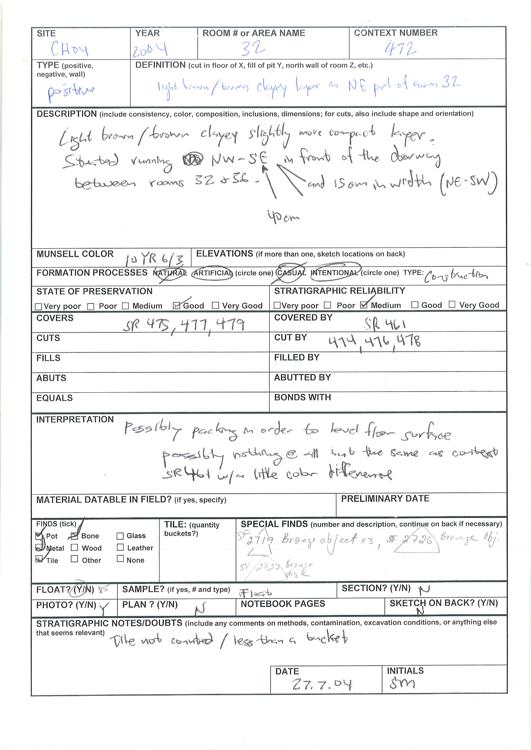 SITE YEAR ROOM # or AREA NAME CONTEXT NUMBER
CHOY 2004 32 472
TYPE (positive, negative, wall) DEFINITION (cut in floor of X, fill of pit Y, north wall of room Z, etc.)
positive light brown/brown clayey layer in NE part of room 32
DESCRIPTION (include consistency, color, composition, inclusions, dimensions; for cuts, also include shape and orientation)
Light brown/brown clayey slightly more compact layer.
Situated running NW-SE in front of the doorway
between rooms 32 & 36. and 15cm in width (NE-SW)
40cm
MUNSELL COLOR 10YR 6/3 ELEVATIONS (if more than one, sketch locations on back)
FORMATION PROCESSES NATURAL ARTIFICIAL (circle one) CASUAL INTENTIONAL (circle one) TYPE: Construction
STATE OF PRESERVATION STRATIGRAPHIC RELIABILITY
Very poor Poor Medium Good Very Good Very poor Poor Medium Good Very Good
COVERS SR 475, 477, 479 COVERED BY SR 461
CUTS CUT BY 474, 476, 478
FILLS FILLED BY
ABUTS ABUTTED BY
EQUALS BONDS WITH
INTERPRETATION Possibly packing in order to level floor surface
possibly nothing @ all but the same as context
SR 461 w/a little color difference
MATERIAL DATABLE IN FIELD? (if yes, specify) PRELIMINARY DATE
FINDS (tick) TILE: (quantity buckets?) SPECIAL FINDS (number and description, continue on back if necessary)
Pot Bone Glass SF 2719 Bronze object x3, SF 2726 Bronze Obj.
Metal Wood Leather
Tile Other None SF 2727 Bronze
FLOAT? (Y/N) SAMPLE? (if yes, # and type) Float SECTION? (Y/N) N
PHOTO? (Y/N) Y PLAN ? (Y/N) N NOTEBOOK PAGES SKETCH ON BACK? (Y/N) N
STRATIGRAPHIC NOTES/DOUBTS (include any comments on methods, contamination, excavation conditions, or anything else that seems relevant)
Tile not counted / less than a bucket
DATE INITIALS
27.7.04 SM